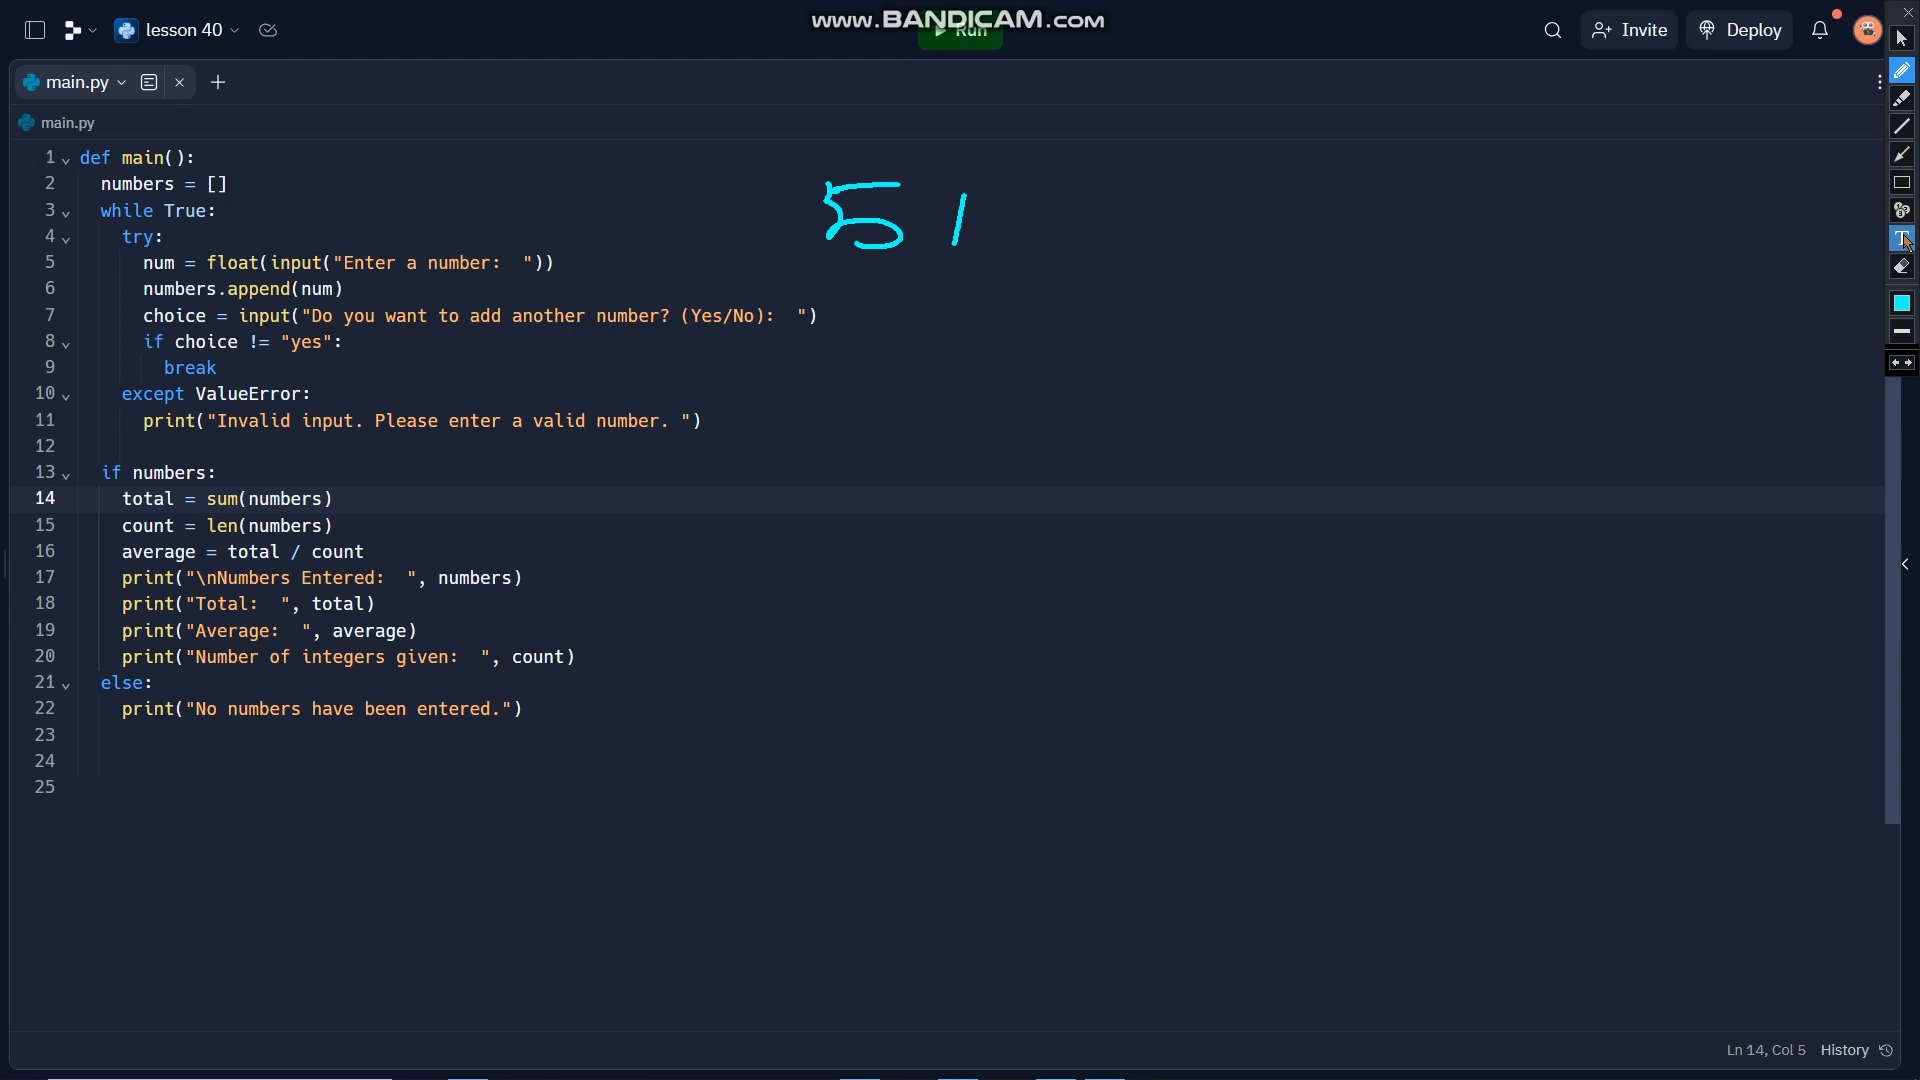 lesson 40
www.BANDICAM.com
Run
Invite
Deploy
main.py
main.py
1 def main():
2 numbers = []
3 while True:
4 try:
5 num = float(input("Enter a number:  "))
6 numbers.append(num)
7 choice = input("Do you want to add another number? (Yes/No):  ")
8 if choice != "yes":
9 break
10 except ValueError:
11 print("Invalid input. Please enter a valid number. ")
12
13 if numbers:
14 total = sum(numbers)
15 count = len(numbers)
16 average = total / count
17 print("\nNumbers Entered:  ", numbers)
18 print("Total:  ", total)
19 print("Average:  ", average)
20 print("Number of integers given:  ", count)
21 else:
22 print("No numbers have been entered.")
23
24
25
5 /
T
Ln 14, Col 5 History